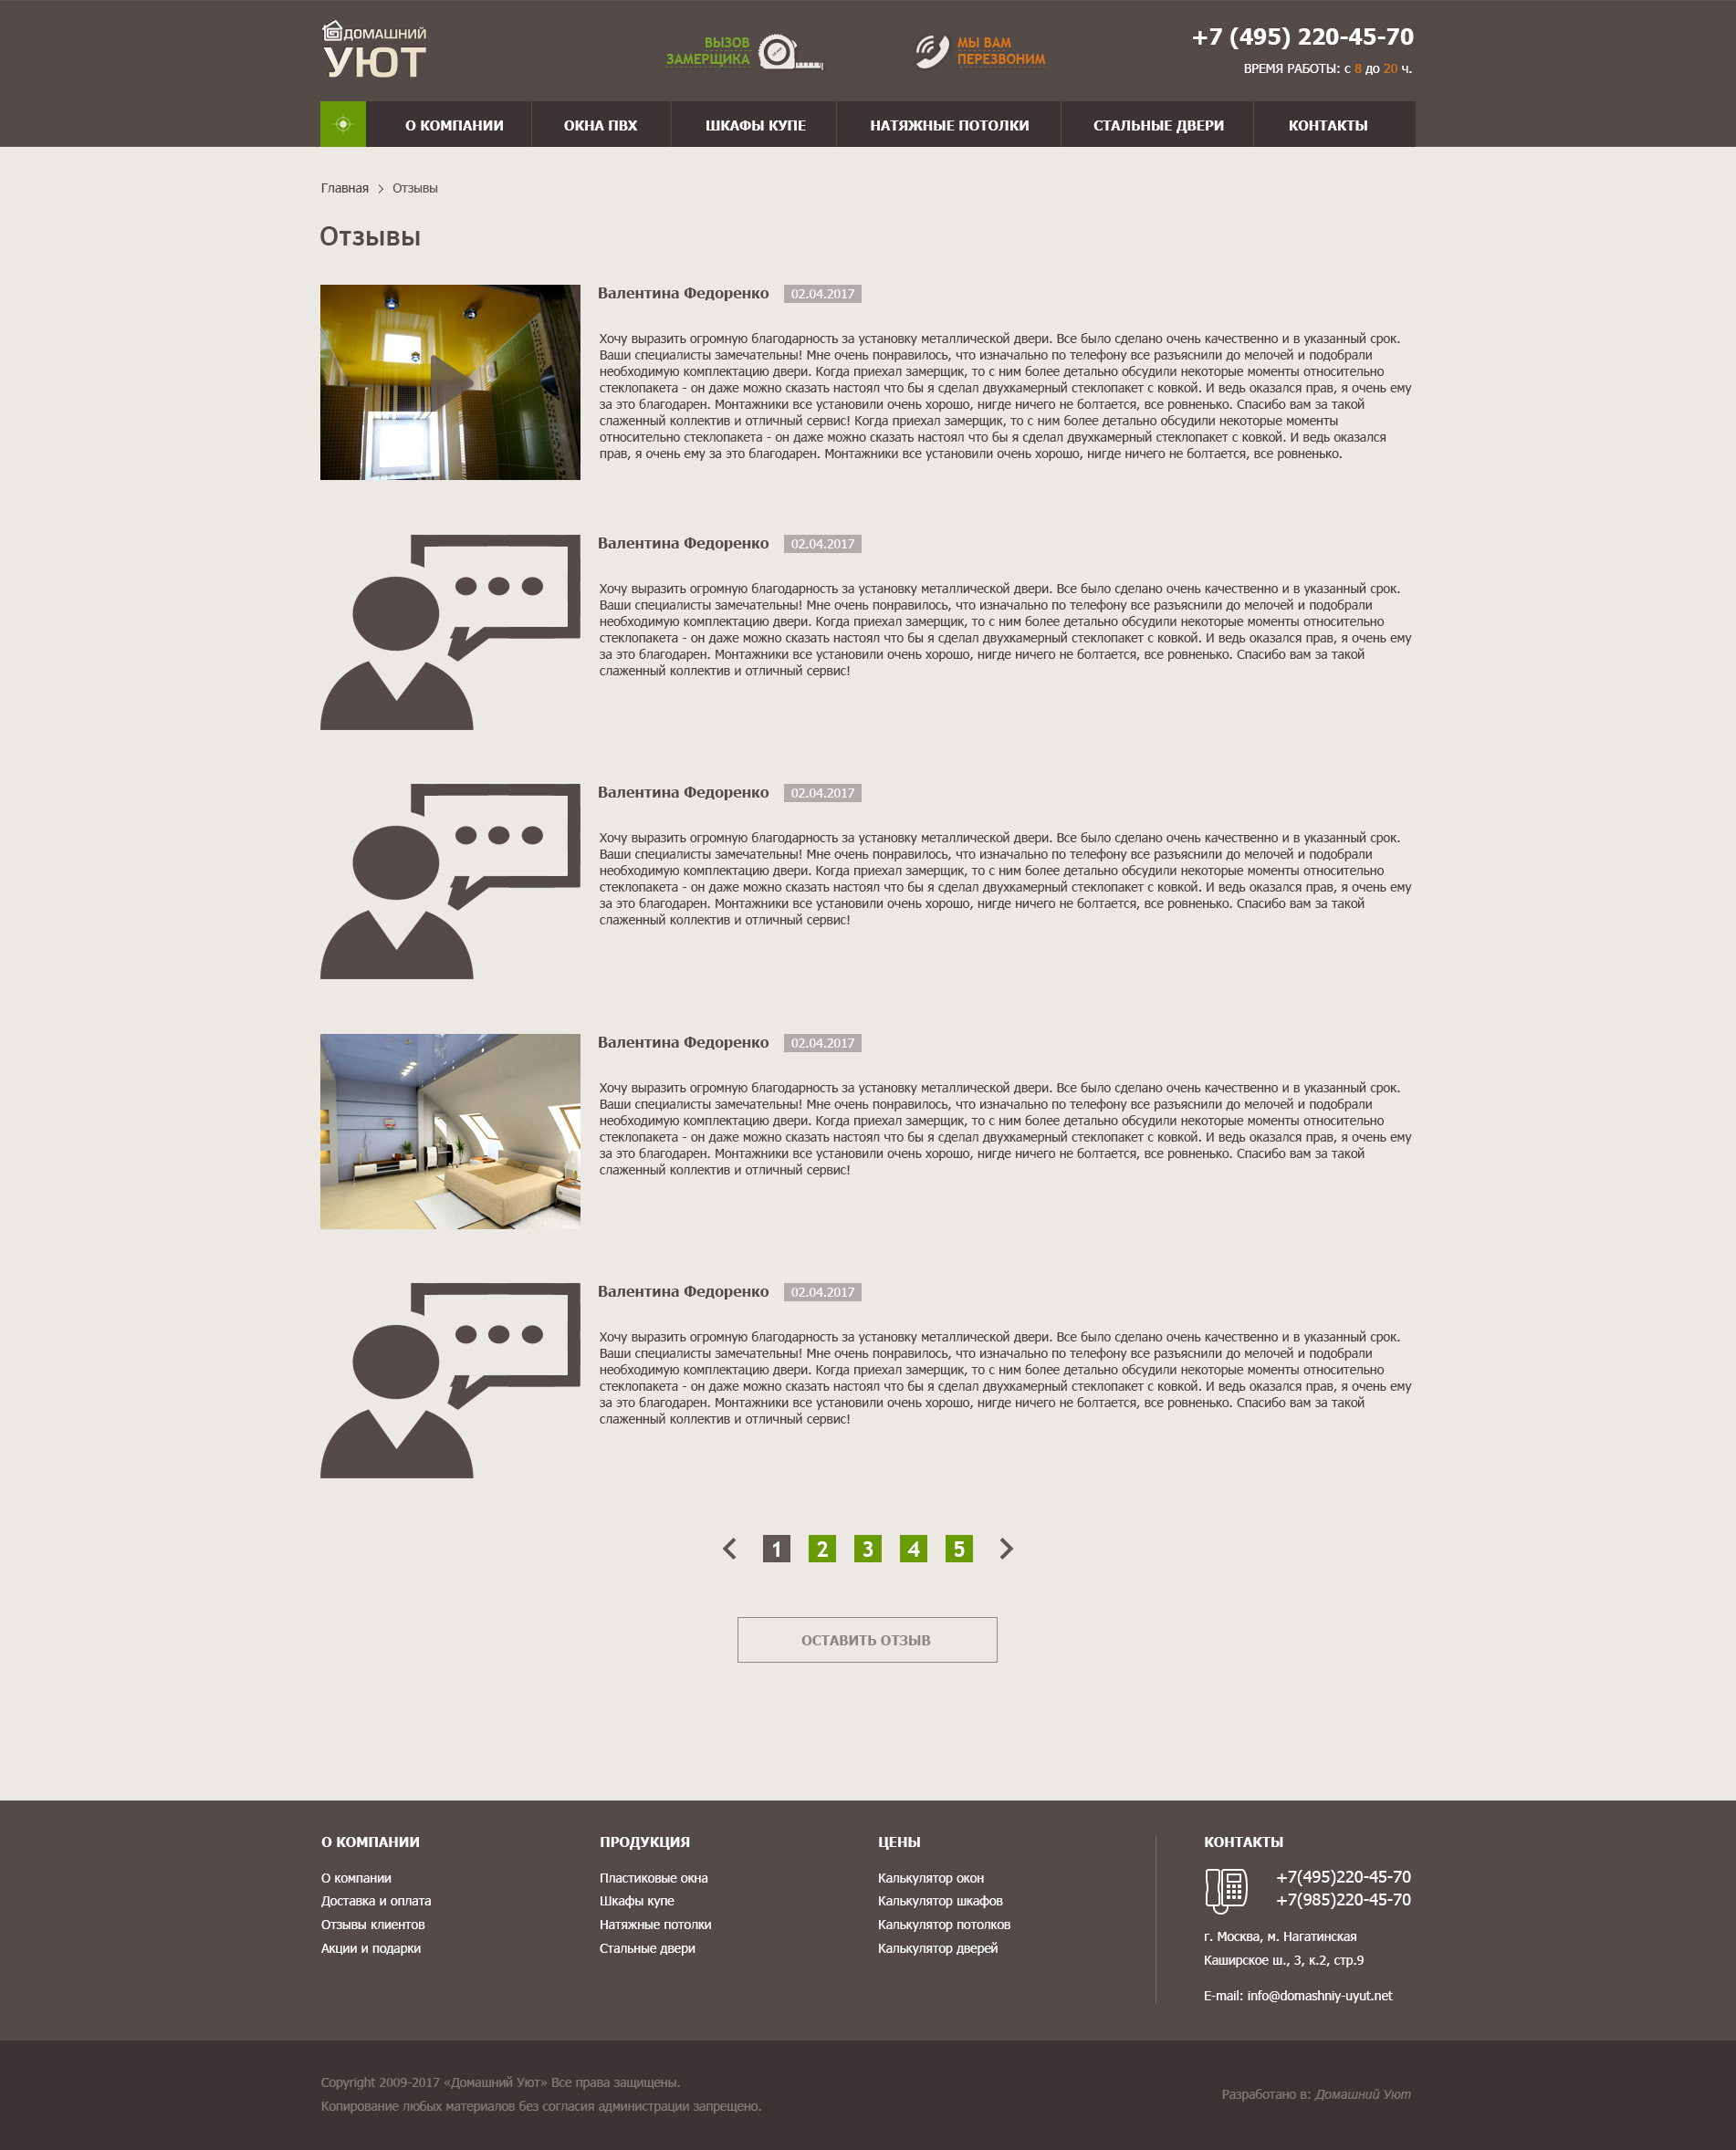 ДОМАШНИЙ
УЮТ
ВЫЗОВ
ЗАМЕРЩИКА
МЫ ВАМ
ПЕРЕЗВОНИМ
+7 (495) 220-45-70
ВРЕМЯ РАБОТЫ: с 8 до 20 ч.
О КОМПАНИИ
ОКНА ПВХ
ШКАФЫ КУПЕ
НАТЯЖНЫЕ ПОТОЛКИ
СТАЛЬНЫЕ ДВЕРИ
КОНТАКТЫ
Главная > Отзывы
Отзывы
Валентина Федоренко 02.04.2017
Хочу выразить огромную благодарность за установку металлической двери. Все было сделано очень качественно и в указанный срок.
Ваши специалисты замечательны! Мне очень понравилось, что изначально по телефону все разъяснили до мелочей и подобрали
необходимую комплектацию двери. Когда приехал замерщик, то с ним более детально обсудили некоторые моменты относительно
стеклопакета - он даже можно сказать настоял что бы я сделал двухкамерный стеклопакет с ковкой. И ведь оказался прав, я очень ему
за это благодарен. Монтажники все установили очень хорошо, нигде ничего не болтается, все ровненько. Спасибо вам за такой
слаженный коллектив и отличный сервис! Когда приехал замерщик, то с ним более детально обсудили некоторые моменты
относительно стеклопакета - он даже можно сказать настоял что бы я сделал двухкамерный стеклопакет с ковкой. И ведь оказался
прав, я очень ему за это благодарен. Монтажники все установили очень хорошо, нигде ничего не болтается, все ровненько.
Валентина Федоренко 02.04.2017
Хочу выразить огромную благодарность за установку металлической двери. Все было сделано очень качественно и в указанный срок.
Ваши специалисты замечательны! Мне очень понравилось, что изначально по телефону все разъяснили до мелочей и подобрали
необходимую комплектацию двери. Когда приехал замерщик, то с ним более детально обсудили некоторые моменты относительно
стеклопакета - он даже можно сказать настоял что бы я сделал двухкамерный стеклопакет с ковкой. И ведь оказался прав, я очень ему
за это благодарен. Монтажники все установили очень хорошо, нигде ничего не болтается, все ровненько. Спасибо вам за такой
слаженный коллектив и отличный сервис!
Валентина Федоренко 02.04.2017
Хочу выразить огромную благодарность за установку металлической двери. Все было сделано очень качественно и в указанный срок.
Ваши специалисты замечательны! Мне очень понравилось, что изначально по телефону все разъяснили до мелочей и подобрали
необходимую комплектацию двери. Когда приехал замерщик, то с ним более детально обсудили некоторые моменты относительно
стеклопакета - он даже можно сказать настоял что бы я сделал двухкамерный стеклопакет с ковкой. И ведь оказался прав, я очень ему
за это благодарен. Монтажники все установили очень хорошо, нигде ничего не болтается, все ровненько. Спасибо вам за такой
слаженный коллектив и отличный сервис!
Валентина Федоренко 02.04.2017
Хочу выразить огромную благодарность за установку металлической двери. Все было сделано очень качественно и в указанный срок.
Ваши специалисты замечательны! Мне очень понравилось, что изначально по телефону все разъяснили до мелочей и подобрали
необходимую комплектацию двери. Когда приехал замерщик, то с ним более детально обсудили некоторые моменты относительно
стеклопакета - он даже можно сказать настоял что бы я сделал двухкамерный стеклопакет с ковкой. И ведь оказался прав, я очень ему
за это благодарен. Монтажники все установили очень хорошо, нигде ничего не болтается, все ровненько. Спасибо вам за такой
слаженный коллектив и отличный сервис!
Валентина Федоренко 02.04.2017
Хочу выразить огромную благодарность за установку металлической двери. Все было сделано очень качественно и в указанный срок.
Ваши специалисты замечательны! Мне очень понравилось, что изначально по телефону все разъяснили до мелочей и подобрали
необходимую комплектацию двери. Когда приехал замерщик, то с ним более детально обсудили некоторые моменты относительно
стеклопакета - он даже можно сказать настоял что бы я сделал двухкамерный стеклопакет с ковкой. И ведь оказался прав, я очень ему
за это благодарен. Монтажники все установили очень хорошо, нигде ничего не болтается, все ровненько. Спасибо вам за такой
слаженный коллектив и отличный сервис!
1 2 3 4 5
ОСТАВИТЬ ОТЗЫВ
О КОМПАНИИ
О компании
Доставка и оплата
Отзывы клиентов
Акции и подарки
ПРОДУКЦИЯ
Пластиковые окна
Шкафы купе
Натяжные потолки
Стальные двери
ЦЕНЫ
Калькулятор окон
Калькулятор шкафов
Калькулятор потолков
Калькулятор дверей
КОНТАКТЫ
+7(495)220-45-70
+7(985)220-45-70
г. Москва, м. Нагатинская
Каширское ш., 3, к.2, стр.9
E-mail: info@domashniy-uyut.net
Copyright 2009-2017 «Домашний Уют» Все права защищены.
Копирование любых материалов без согласия администрации запрещено.
Разработано в: Домашний Уют